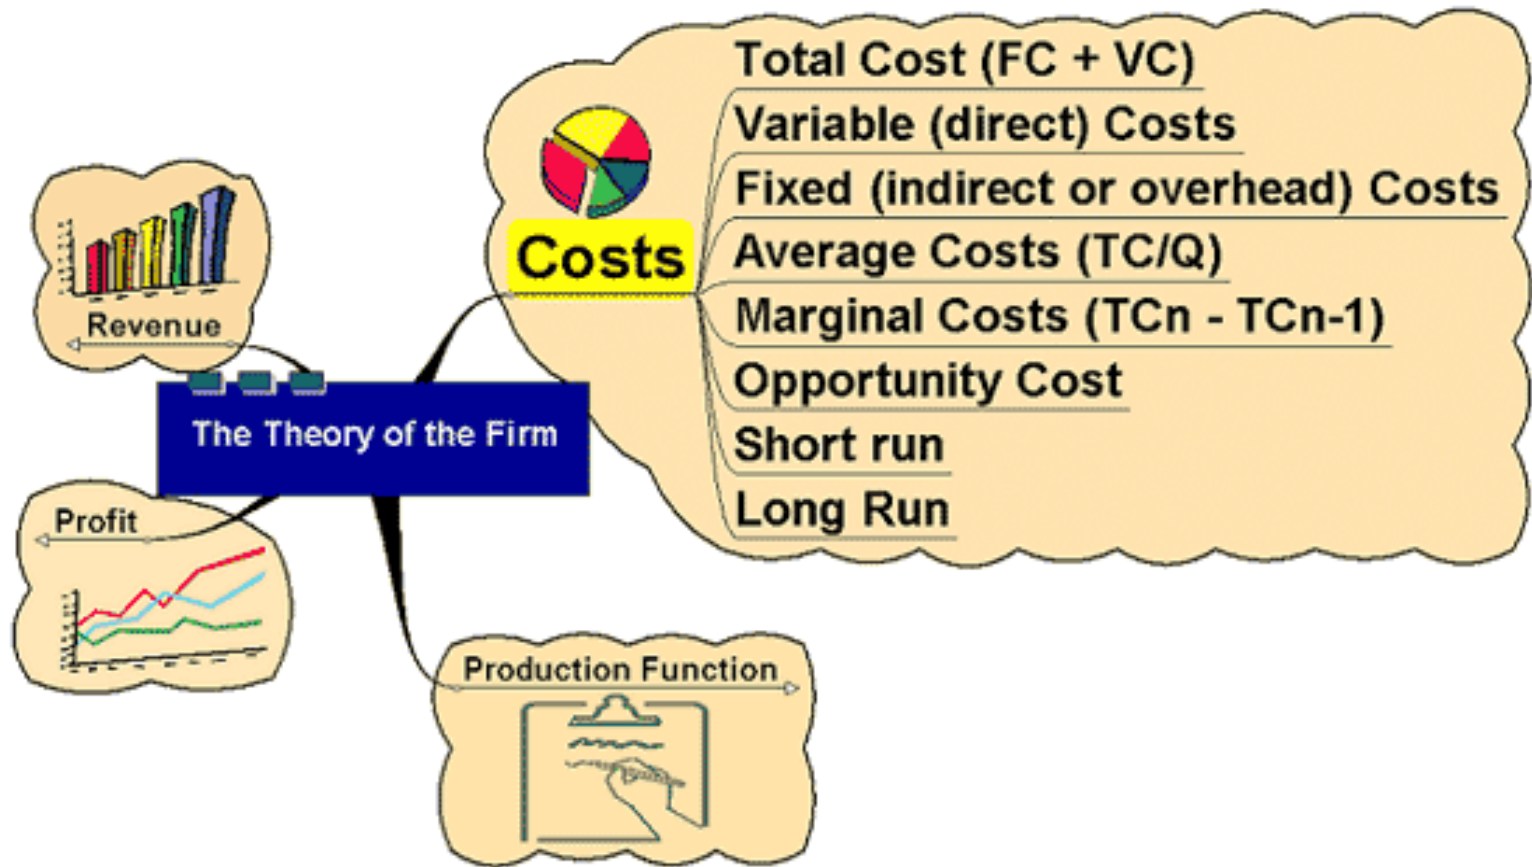 Total Cost (FC + VC)
Variable (direct) Costs
Fixed (indirect or overhead) Costs
Costs
Average Costs (TC/Q)
Marginal Costs (TCn - TCn-1)
Opportunity Cost
Short run
Long Run
Revenue
The Theory of the Firm
Profit
Production Function